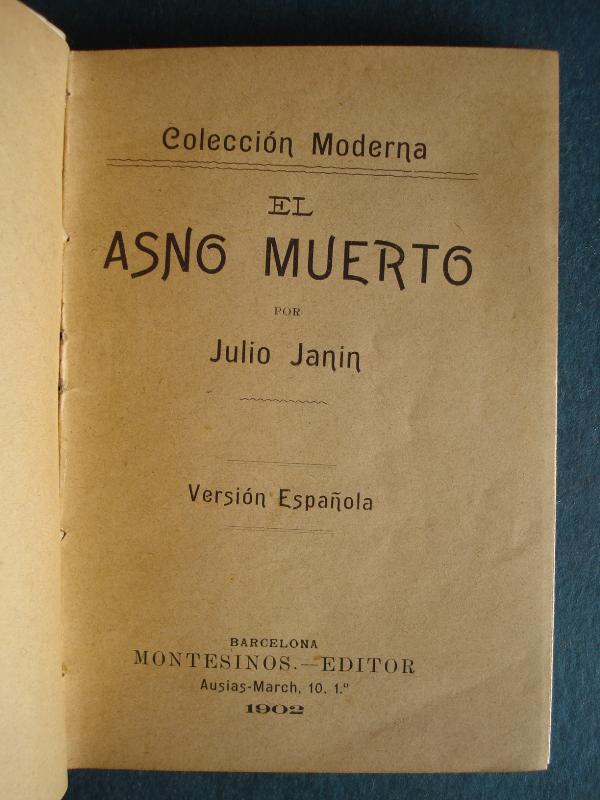 Colección Moderna
EL
ASNO MUERTO
POR
Julio Janin
Versión Española
BARCELONA
MONTESINOS.—EDITOR
Ausias-March, 10. 1.º
1902